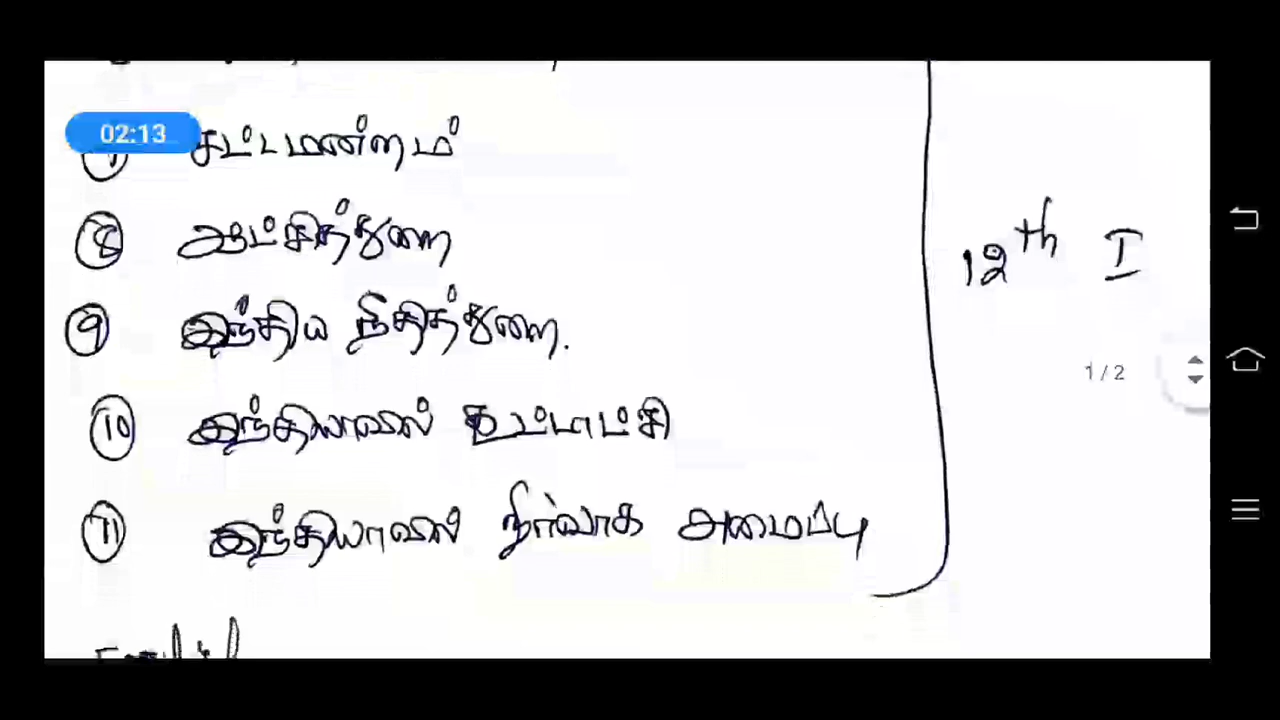 02:13
சட்டமன்றம்
8 ஆட்சித்துறை
9 இந்திய நீதித்துறை.
10 இந்தியாவில் கூட்டாட்சி
11 இந்தியாவில் நிர்வாக அமைப்பு
12th I
1 / 2